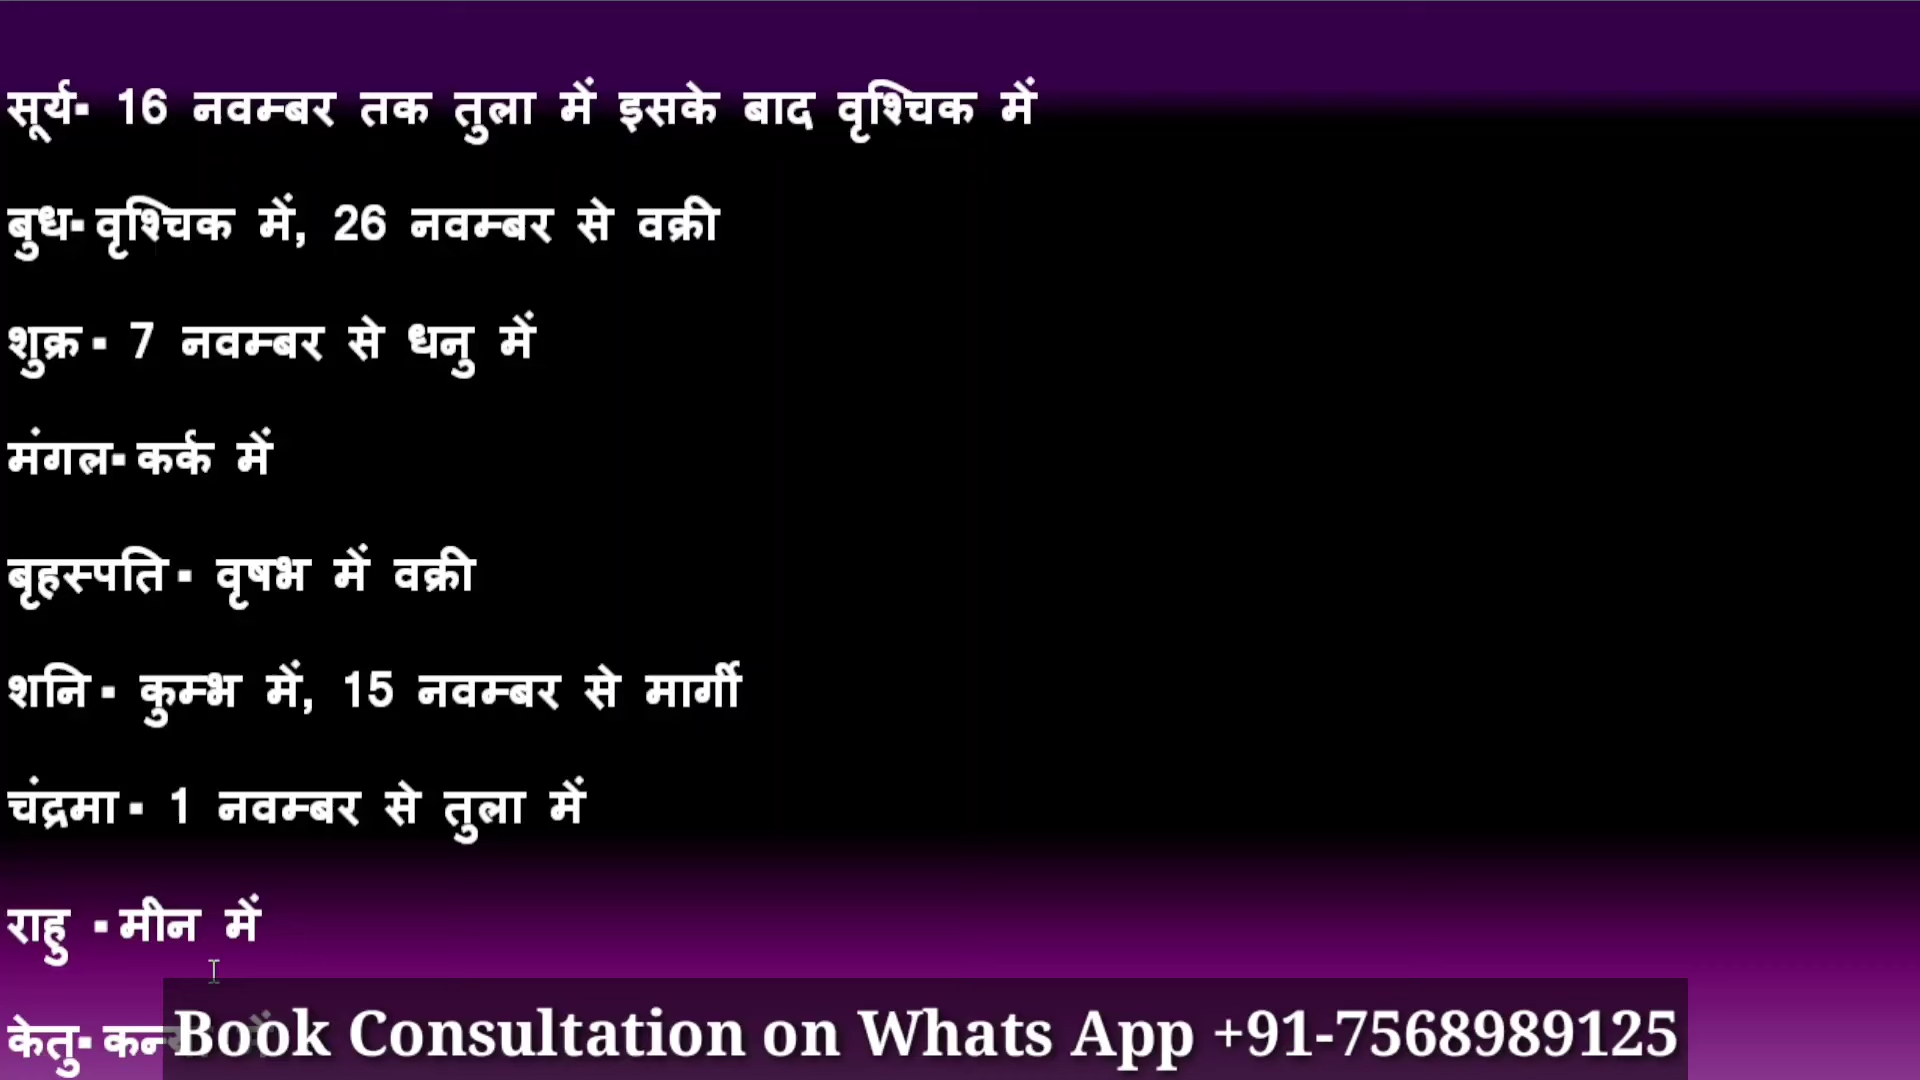 सूर्य- 16 नवम्बर तक तुला में इसके बाद वृश्चिक में
बुध- वृश्चिक में, 26 नवम्बर से वक्री
शुक्र - 7 नवम्बर से धनु में
मंगल- कर्क में
बृहस्पति - वृषभ में वक्री
शनि - कुम्भ में, 15 नवम्बर से मार्गी
चंद्रमा - 1 नवम्बर से तुला में
राहु - मीन में
केतु-
Book Consultation on Whats App +91-7568989125